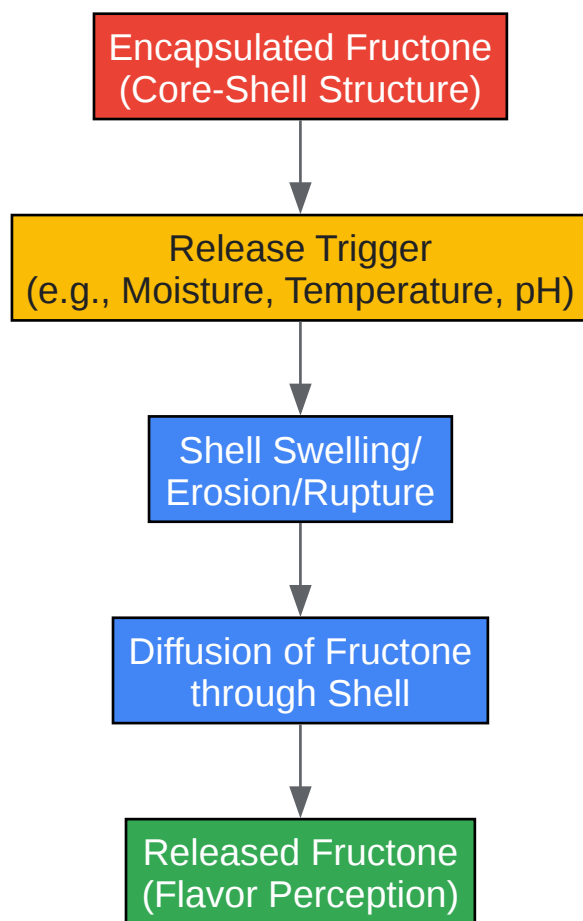 Encapsulated Fructone
(Core-Shell Structure)
Release Trigger
(e.g., Moisture, Temperature, pH)
Shell Swelling/
Erosion/Rupture
Diffusion of Fructone
through Shell
Released Fructone
(Flavor Perception)